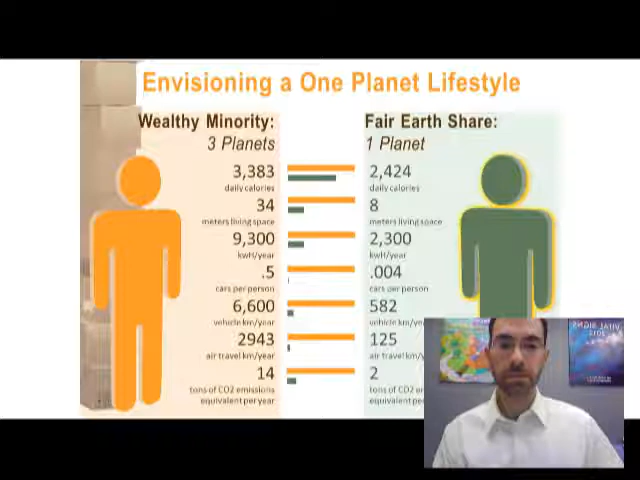 Envisioning a One Planet Lifestyle
Wealthy Minority:
3 Planets
3,383
daily calories
34
meters living space
9,300
kwH/year
.5
cars per person
6,600
vehicle km/year
2943
air travel km/year
14
tons of CO2 emissions
equivalent per year
Fair Earth Share:
1 Planet
2,424
daily calories
8
meters living space
2,300
kwH/year
.004
cars per person
582
vehicle km/
125
air travel km/
2
tons of CO2
equivalent
VITAL SIGNS
2012